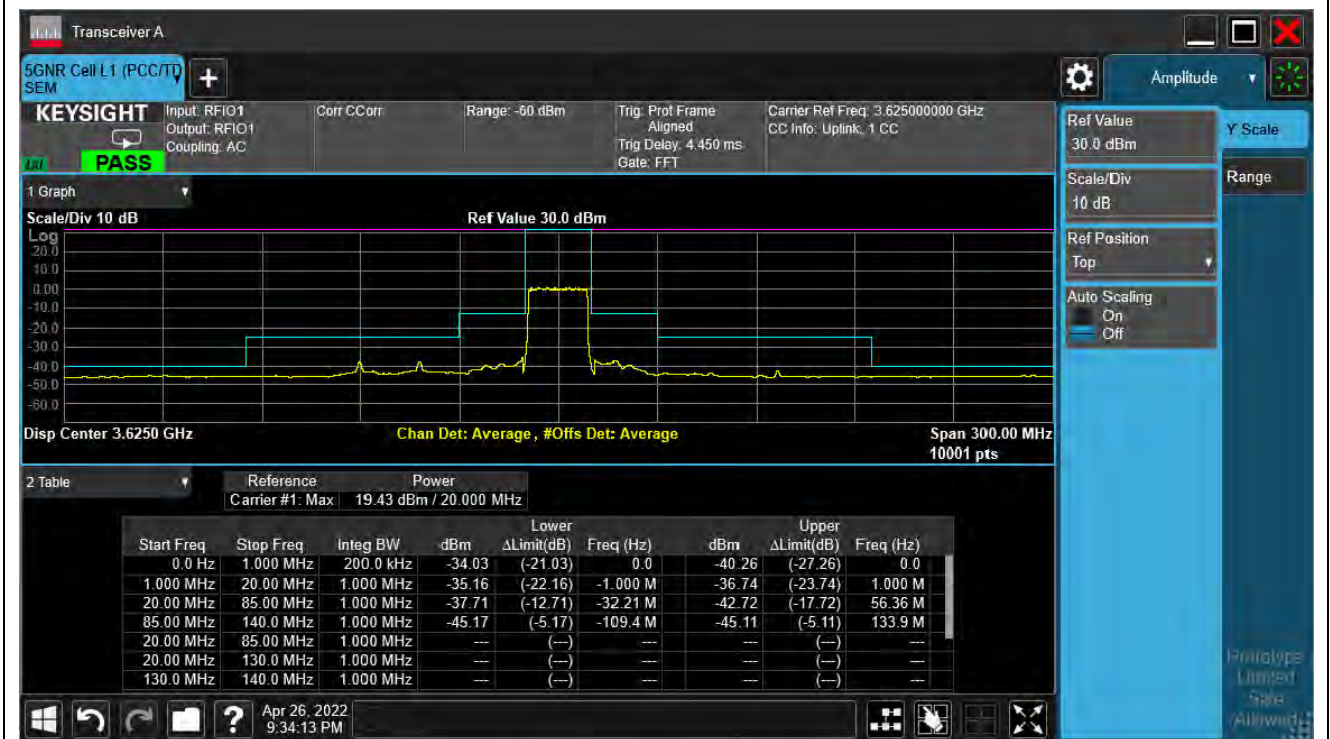 Transceiver A
5GNR Cell L1 (PCC/TD
SEM
+
Amplitude
KEYSIGHT
PASS
Input: RFIO1
Output: RFIO1
Coupling: AC
Corr CCorr
Range: -60 dBm
Trig: Prot Frame
Aligned
Trig Delay: 4.450 ms
Gate: FFT
Carrier Ref Freq: 3.625000000 GHz
CC Info: Uplink, 1 CC
Ref Value
30.0 dBm
Scale/Div
10 dB
Ref Position
Top
Auto Scaling
On
Off
Y Scale
Range
1 Graph
Scale/Div 10 dB
Ref Value 30.0 dBm
Log
20.0
10.0
0.00
-10.0
-20.0
-30.0
-40.0
-50.0
-60.0
Disp Center 3.6250 GHz
Chan Det: Average , #Offs Det: Average
Span 300.00 MHz
10001 pts
2 Table
Reference Power
Carrier #1: Max 19.43 dBm / 20.000 MHz
Lower Upper
Start Freq Stop Freq Integ BW dBm ΔLimit(dB) Freq (Hz) dBm ΔLimit(dB) Freq (Hz)
0.0 Hz 1.000 MHz 200.0 kHz -34.03 (-21.03) 0.0 -40.26 (-27.26) 0.0
1.000 MHz 20.00 MHz 1.000 MHz -35.16 (-22.16) -1.000 M -36.74 (-23.74) 1.000 M
20.00 MHz 85.00 MHz 1.000 MHz -37.71 (-12.71) -32.21 M -42.72 (-17.72) 56.36 M
85.00 MHz 140.0 MHz 1.000 MHz -45.17 (-5.17) -109.4 M -45.11 (-5.11) 133.9 M
20.00 MHz 85.00 MHz 1.000 MHz --- (---) --- --- (---) ---
20.00 MHz 130.0 MHz 1.000 MHz --- (---) --- --- (---) ---
130.0 MHz 140.0 MHz 1.000 MHz --- (---) --- --- (---) ---
Prototype
Limited
Sale
Allowed
?
Apr 26, 2022
9:34:13 PM